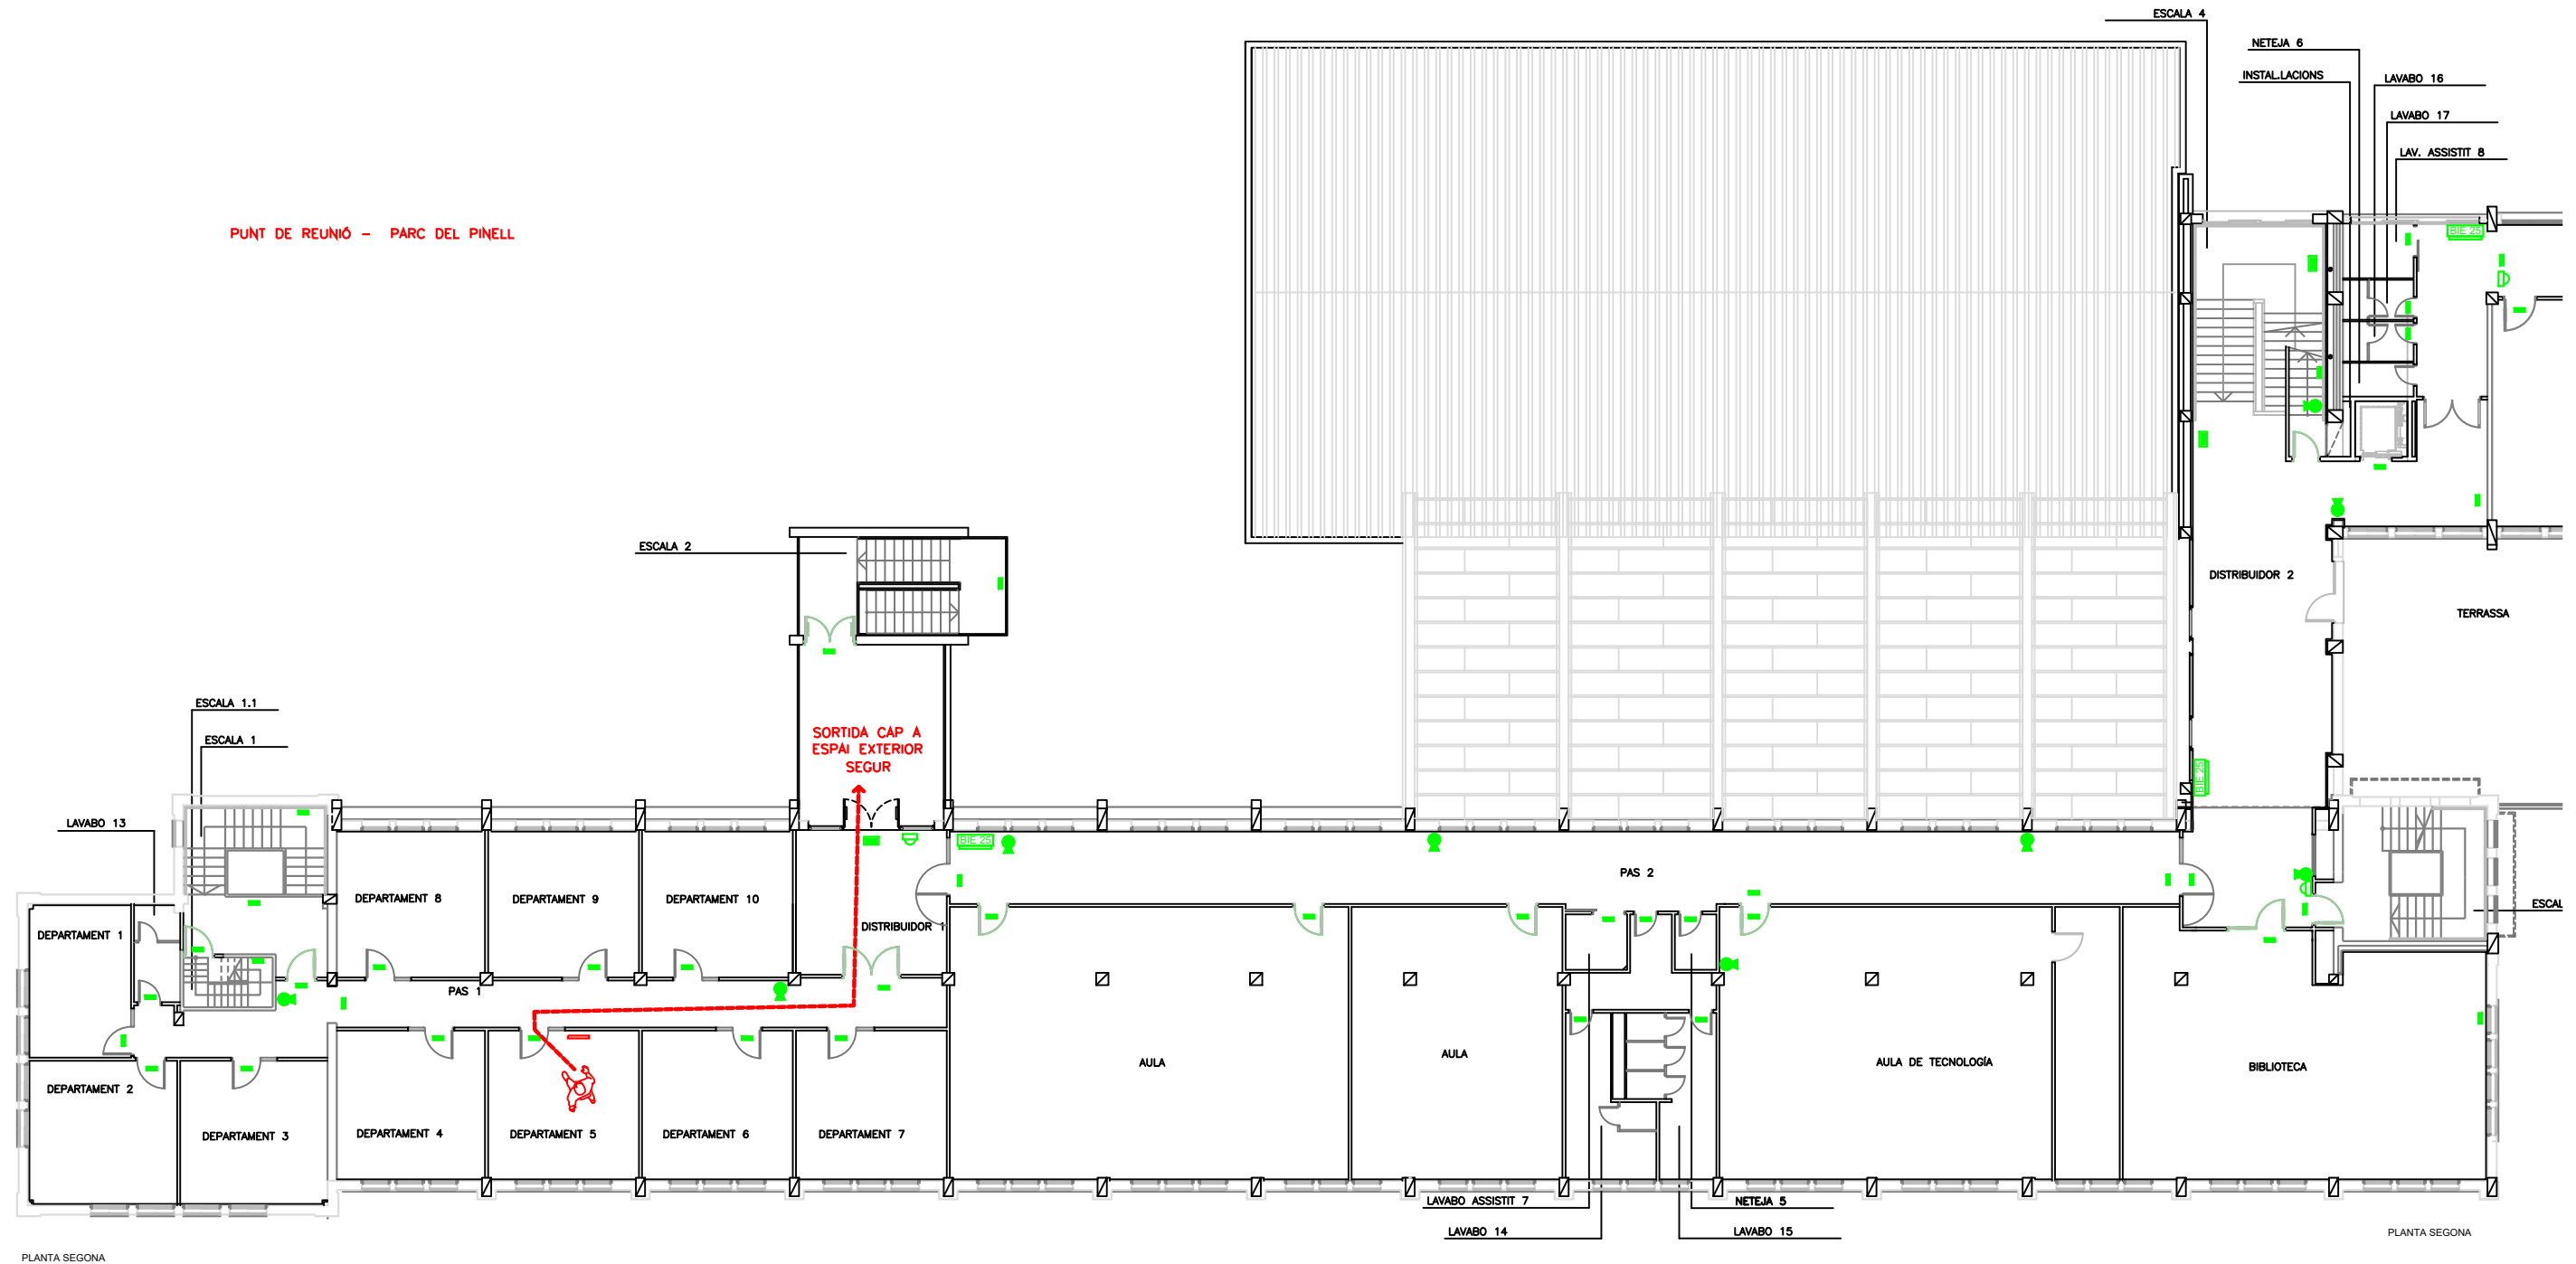 ESCALA 4
NETEJA 6
INSTAL.LACIONS
LAVABO 16
LAVABO 17
LAV. ASSISTIT 8
BIE 25
PUNT DE REUNIÓ - PARC DEL PINELL
ESCALA 2
DISTRIBUIDOR 2
TERRASSA
ESCALA 1.1
ESCALA 1
SORTIDA CAP A
ESPAI EXTERIOR
SEGUR
BIE 25
LAVABO 13
BIE 25
PAS 2
DEPARTAMENT 8
DEPARTAMENT 9
DEPARTAMENT 10
DISTRIBUIDOR 1
ESCAL
DEPARTAMENT 1
PAS 1
AULA
AULA
AULA DE TECNOLOGÍA
BIBLIOTECA
DEPARTAMENT 2
DEPARTAMENT 3
DEPARTAMENT 4
DEPARTAMENT 5
DEPARTAMENT 6
DEPARTAMENT 7
LAVABO ASSISTIT 7
NETEJA 5
LAVABO 14
LAVABO 15
PLANTA SEGONA
PLANTA SEGONA